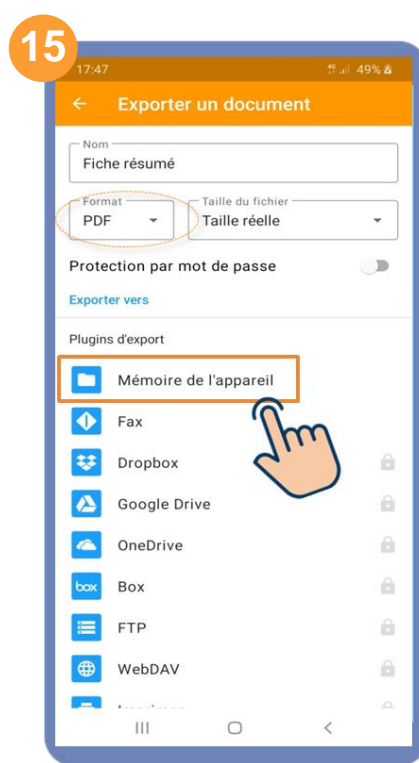 15
17:47
49%
Exporter un document
Nom
Fiche résumé
Format
Taille du fichier
PDF
Taille réelle
Protection par mot de passe
Exporter vers
Plugins d'export
Mémoire de l'appareil
Fax
Dropbox
Google Drive
OneDrive
box
Box
FTP
WebDAV